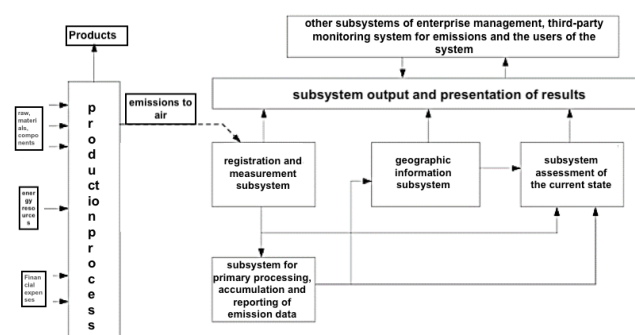 other subsystems of enterprise management, third-party
monitoring system for emissions and the users of the
system
Products
subsystem output and presentation of results
emissions to
air
raw, materi
als, compo
nents
p
r
o
d
u
c
ti
o
n
p
r
o
c
e
s
s
registration and
measurement
subsystem
geographic
information
subsystem
subsystem
assessment of
the current state
ener
gy reso
urce
s
subsystem for
primary processing,
accumulation and
reporting of
emission data
Finan
cial
expen
ses